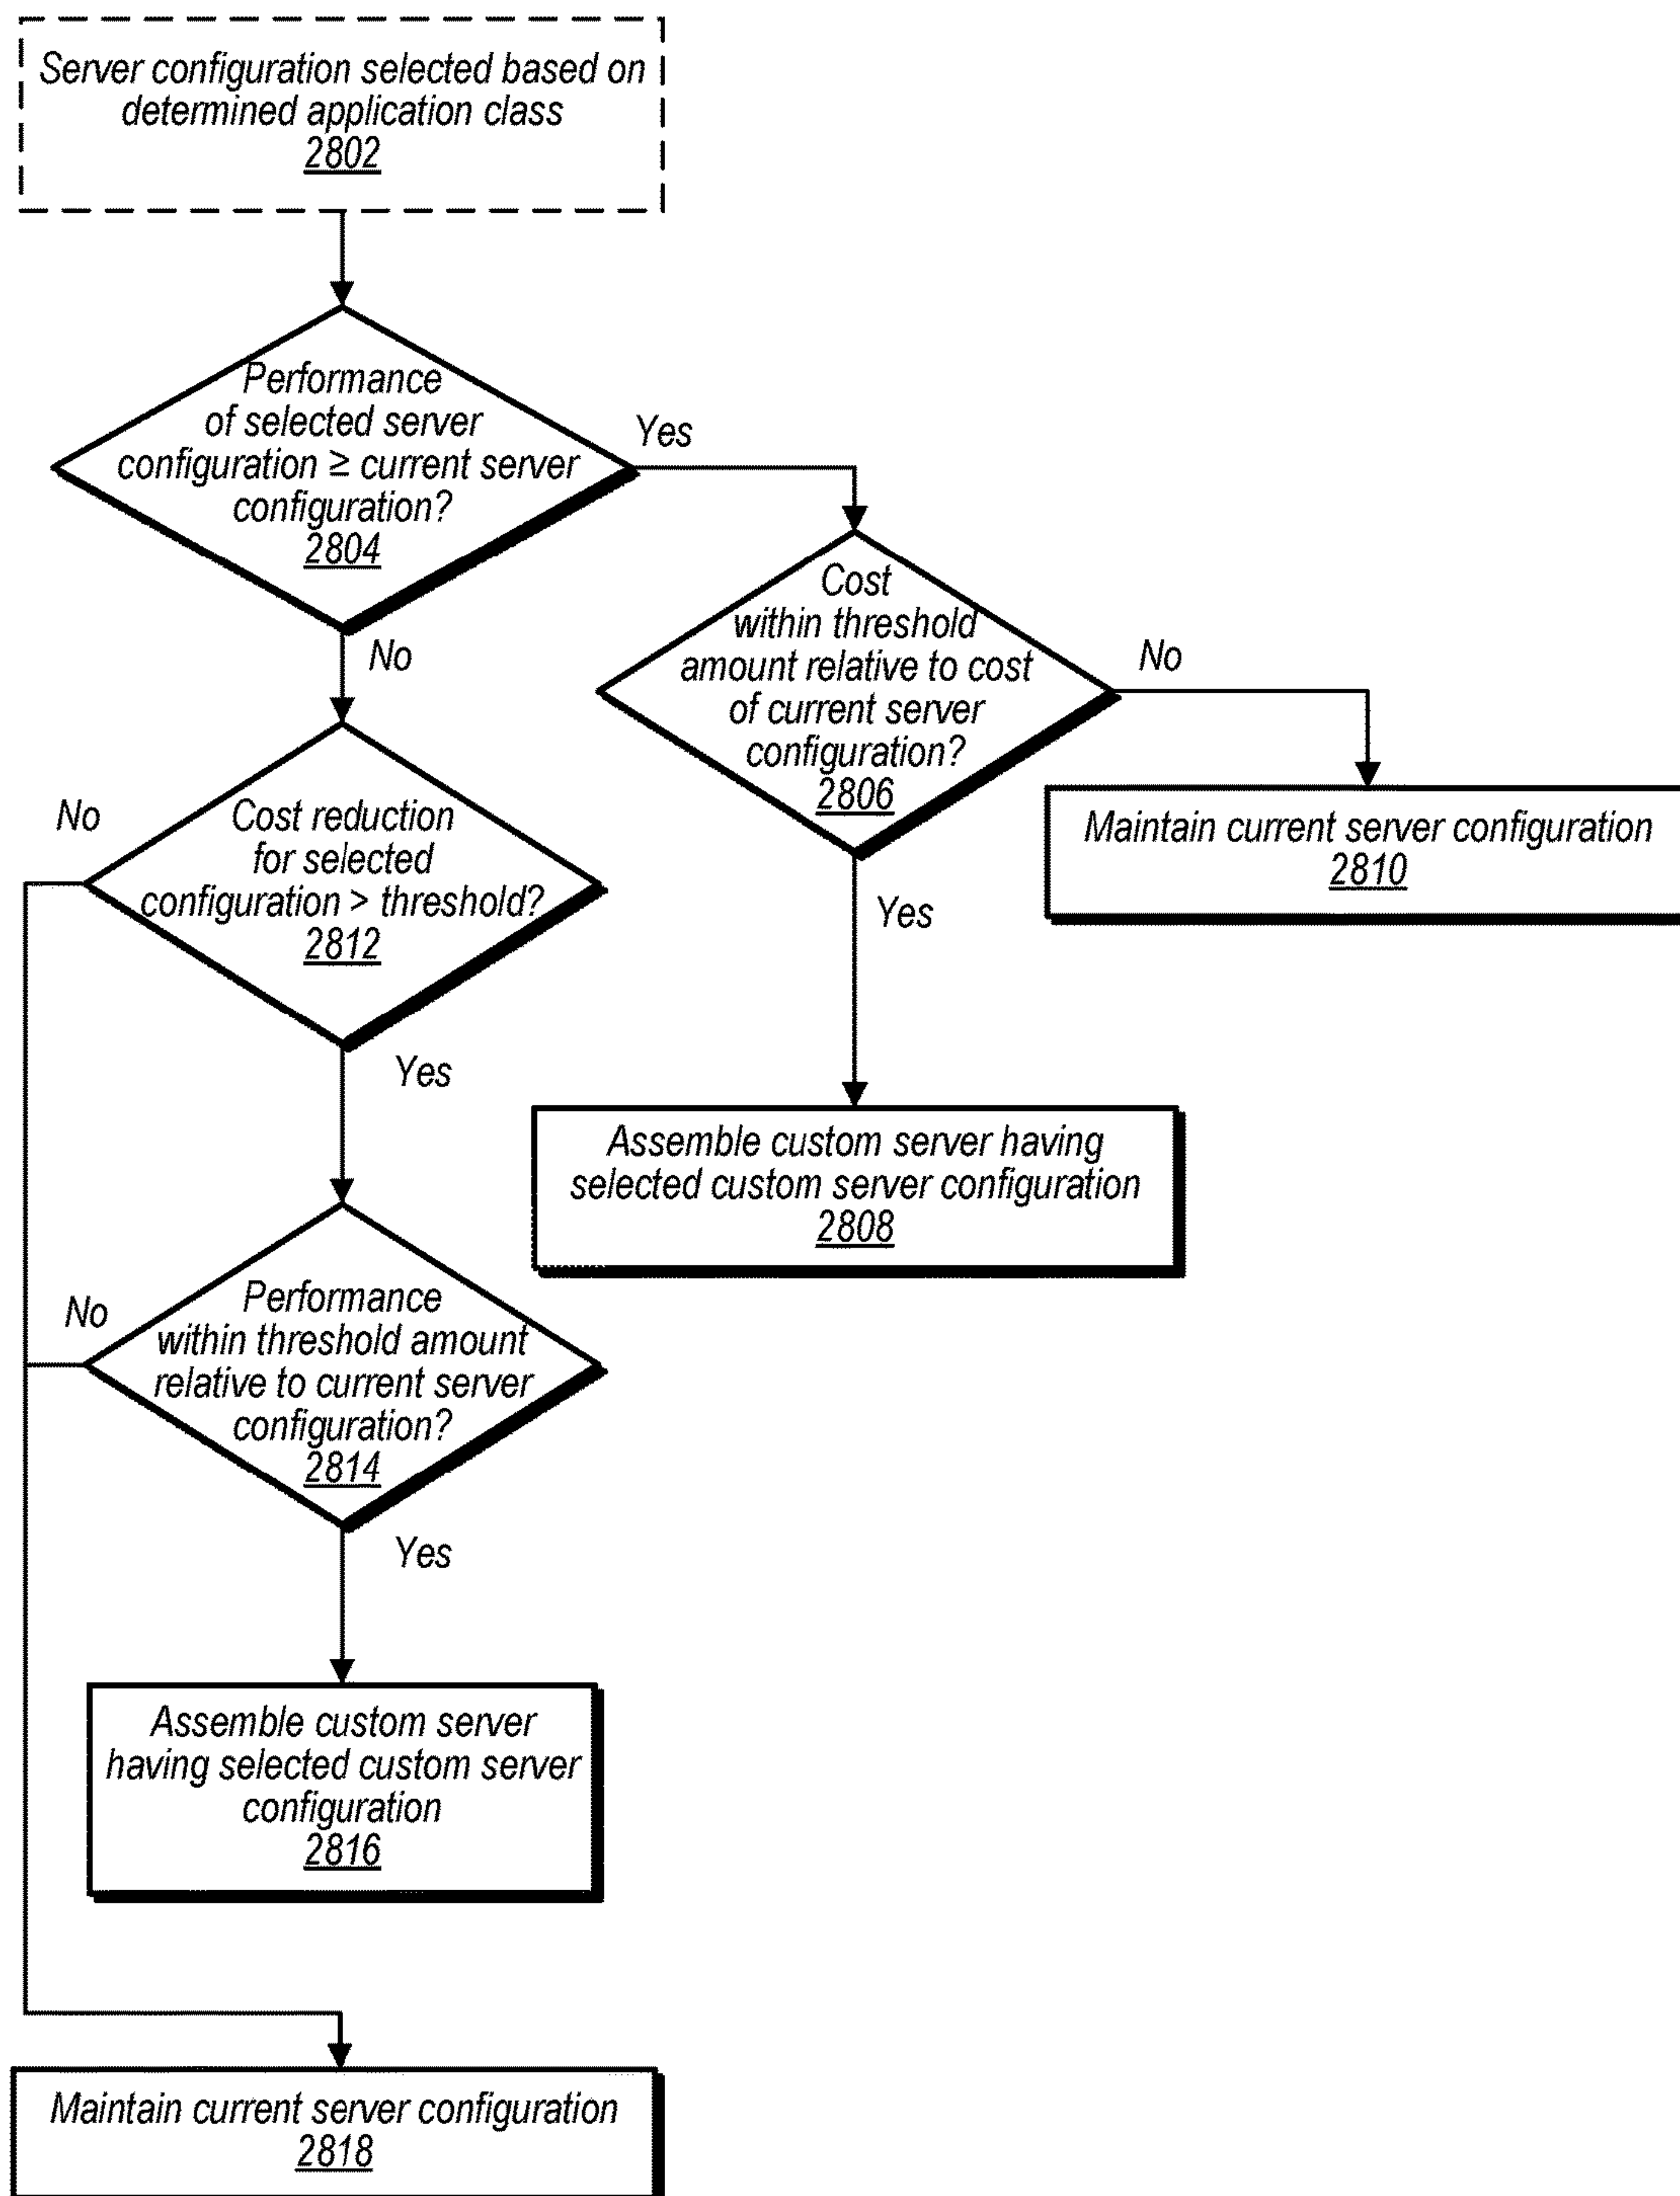 Server configuration selected based on
determined application class
2802
Performance
of selected server
configuration ≥ current server
configuration?
2804
Yes
No
Cost
within threshold
amount relative to cost
of current server
configuration?
2806
No
Yes
Maintain current server configuration
2810
Assemble custom server having
selected custom server configuration
2808
Cost reduction
for selected
configuration > threshold?
2812
No
Yes
Performance
within threshold amount
relative to current server
configuration?
2814
No
Yes
Assemble custom server
having selected custom server
configuration
2816
Maintain current server configuration
2818